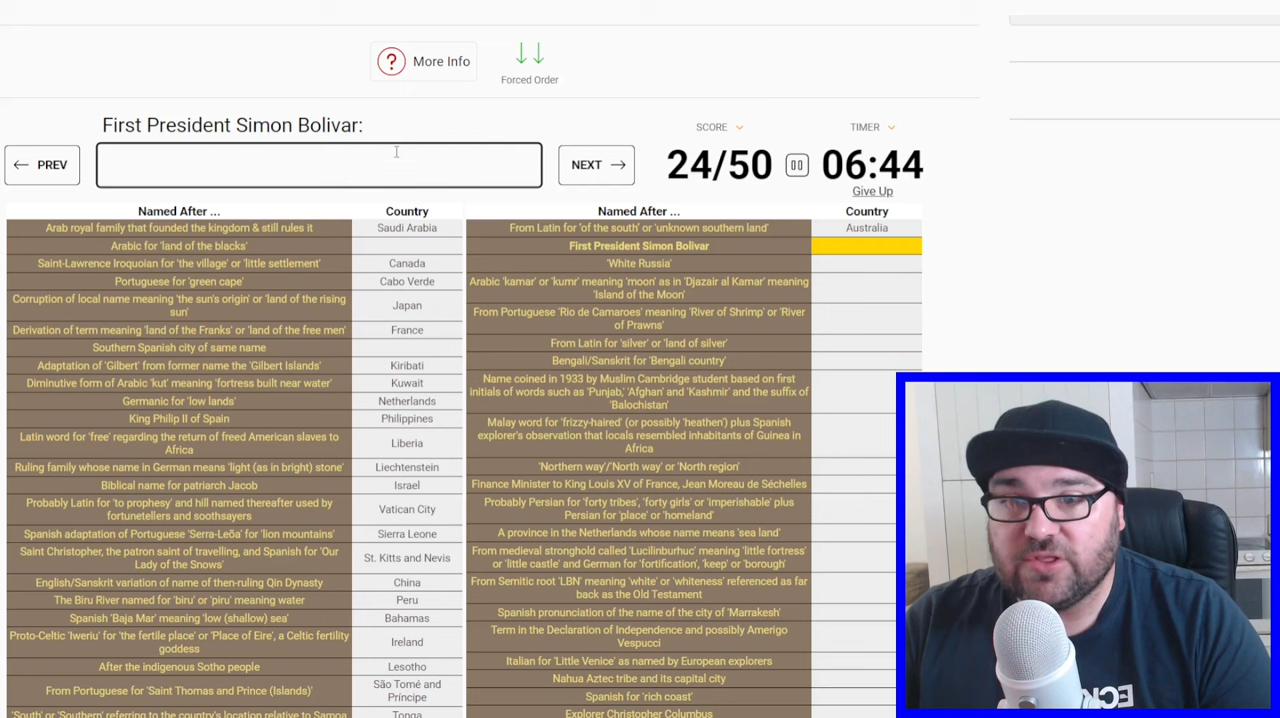 More Info
Forced Order
First President Simon Bolivar:
SCORE
TIMER
PREV
NEXT
24/50
06:44
Give Up
Named After ...
Country
Named After ...
Country
Arab royal family that founded the kingdom & still rules it
Saudi Arabia
From Latin for 'of the south' or 'unknown southern land'
Australia
Arabic for 'land of the blacks'
First President Simon Bolivar
Saint-Lawrence Iroquoian for 'the village' or 'little settlement'
Canada
'White Russia'
Portuguese for 'green cape'
Cabo Verde
Arabic 'kamar' or 'kumr' meaning 'moon' as in 'Djazair al Kamar' meaning
'Island of the Moon'
Corruption of local name meaning 'the sun's origin' or 'land of the rising
sun'
Japan
From Portuguese 'Rio de Camaroes' meaning 'River of Shrimp' or 'River
of Prawns'
Derivation of term meaning 'land of the Franks' or 'land of the free men'
France
From Latin for 'silver' or 'land of silver'
Southern Spanish city of same name
Bengali/Sanskrit for 'Bengali country'
Adaptation of 'Gilbert' from former name the 'Gilbert Islands'
Kiribati
Name coined in 1933 by Muslim Cambridge student based on first
initials of words such as 'Punjab,' 'Afghan' and 'Kashmir' and the suffix of
'Balochistan'
Diminutive form of Arabic 'kut' meaning 'fortress built near water'
Kuwait
Germanic for 'low lands'
Netherlands
King Philip II of Spain
Philippines
Malay word for 'frizzy-haired' (or possibly 'heathen') plus Spanish
explorer's observation that locals resembled inhabitants of Guinea in
Africa
Latin word for 'free' regarding the return of freed American slaves to
Africa
Liberia
Ruling family whose name in German means 'light (as in bright) stone'
Liechtenstein
'Northern way'/'North way' or 'North region'
Biblical name for patriarch Jacob
Israel
Finance Minister to King Louis XV of France, Jean Moreau de Séchelles
Probably Latin for 'to prophesy' and hill named thereafter used by
fortunetellers and soothsayers
Vatican City
Probably Persian for 'forty tribes', 'forty girls' or 'imperishable' plus
Persian for 'place' or 'homeland'
Spanish adaptation of Portuguese 'Serra-Leõa' for 'lion mountains'
Sierra Leone
A province in the Netherlands whose name means 'sea land'
Saint Christopher, the patron saint of travelling, and Spanish for 'Our
Lady of the Snows'
St. Kitts and Nevis
From medieval stronghold called 'Lucilinburhuc' meaning 'little fortress'
or 'little castle' and German for 'fortification', 'keep' or 'borough'
English/Sanskrit variation of name of then-ruling Qin Dynasty
China
From Semitic root 'LBN' meaning 'white' or 'whiteness' referenced as far
back as the Old Testament
The Biru River named for 'biru' or 'piru' meaning water
Peru
Spanish pronunciation of the name of the city of 'Marrakesh'
Spanish 'Baja Mar' meaning 'low (shallow) sea'
Bahamas
Term in the Declaration of Independence and possibly Amerigo
Vespucci
Proto-Celtic 'Iweriu' for 'the fertile place' or 'Place of Eire', a Celtic fertility
goddess
Ireland
Italian for 'Little Venice' as named by European explorers
After the indigenous Sotho people
Lesotho
Nahua Aztec tribe and its capital city
From Portuguese for 'Saint Thomas and Prince (Islands)'
São Tomé and
Príncipe
Spanish for 'rich coast'
'South' or 'Southern' referring to the country's location relative to Samoa
Tonga
Explorer Christopher Columbus